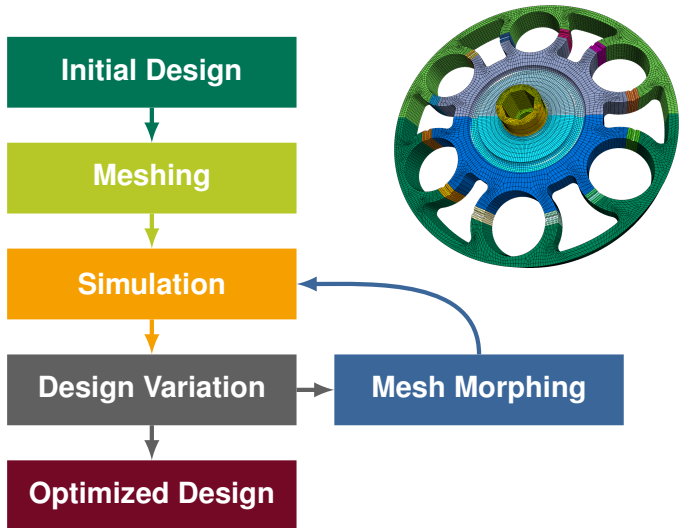 Initial Design
Meshing
Simulation
Design Variation
Mesh Morphing
Optimized Design